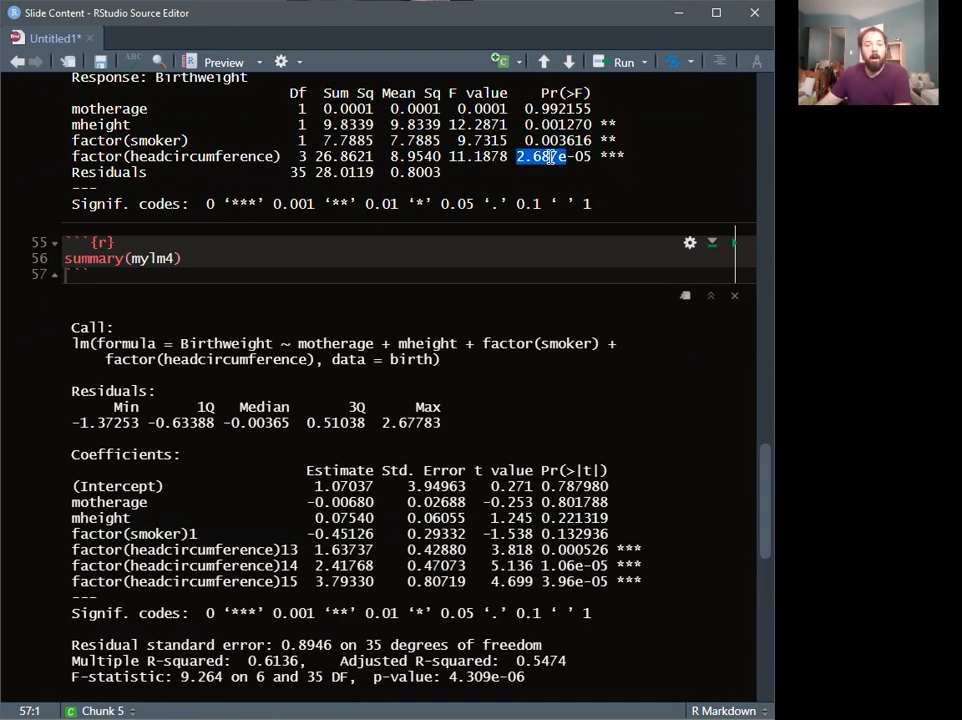 Slide Content - RStudio Source Editor
Untitled1*
ABC Preview Run
Response: Birthweight
Df Sum Sq Mean Sq F value Pr(>F)
motherage 1 0.0001 0.0001 0.0001 0.992155
mheight 1 9.8339 9.8339 12.2871 0.001270 **
factor(smoker) 1 7.7885 7.7885 9.7315 0.003616 **
factor(headcircumference) 3 26.8621 8.9540 11.1878 2.687e-05 ***
Residuals 35 28.0119 0.8003
---
Signif. codes: 0 ‘***’ 0.001 ‘**’ 0.01 ‘*’ 0.05 ‘.’ 0.1 ‘ ’ 1
55 ```{r}
56 summary(mylm4)
57 ```
Call:
lm(formula = Birthweight ~ motherage + mheight + factor(smoker) +
factor(headcircumference), data = birth)
Residuals:
Min 1Q Median 3Q Max
-1.37253 -0.63388 -0.00365 0.51038 2.67783
Coefficients:
Estimate Std. Error t value Pr(>|t|)
(Intercept) 1.07037 3.94963 0.271 0.787980
motherage -0.00680 0.02688 -0.253 0.801788
mheight 0.07540 0.06055 1.245 0.221319
factor(smoker)1 -0.45126 0.29332 -1.538 0.132936
factor(headcircumference)13 1.63737 0.42880 3.818 0.000526 ***
factor(headcircumference)14 2.41768 0.47073 5.136 1.06e-05 ***
factor(headcircumference)15 3.79330 0.80719 4.699 3.96e-05 ***
---
Signif. codes: 0 ‘***’ 0.001 ‘**’ 0.01 ‘*’ 0.05 ‘.’ 0.1 ‘ ’ 1
Residual standard error: 0.8946 on 35 degrees of freedom
Multiple R-squared: 0.6136, Adjusted R-squared: 0.5474
F-statistic: 9.264 on 6 and 35 DF, p-value: 4.309e-06
57:1 Chunk 5 R Markdown